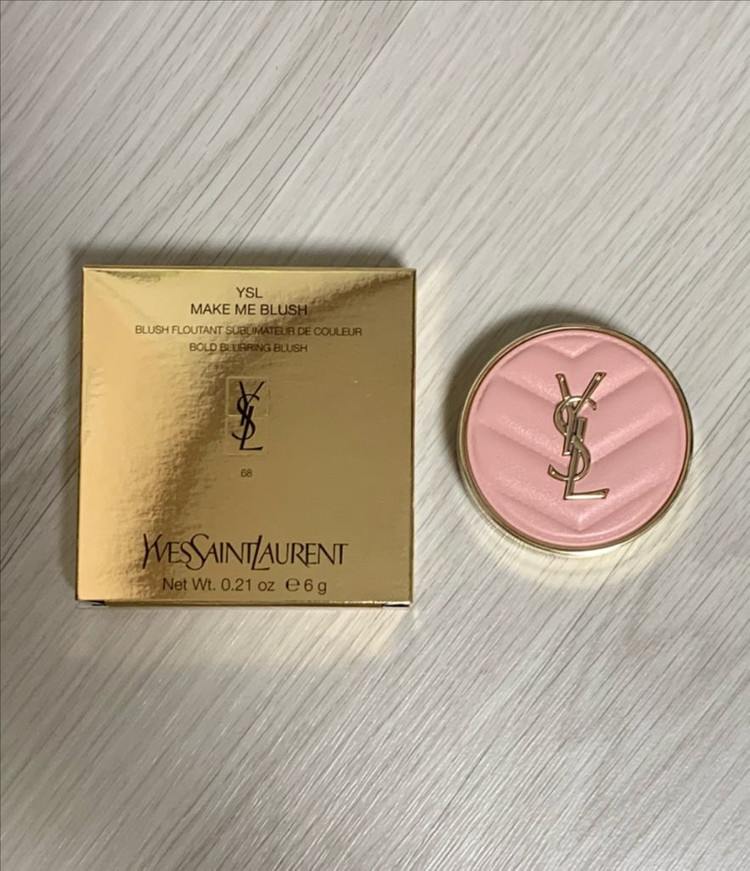 YSL
MAKE ME BLUSH
BLUSH FLOUTANT SUBLIMATEUR DE COULEUR
BOLD BLURRING BLUSH
YSL
68
YVESSAINTLAURENT
Net Wt. 0.21 oz ℮ 6 g
YSL